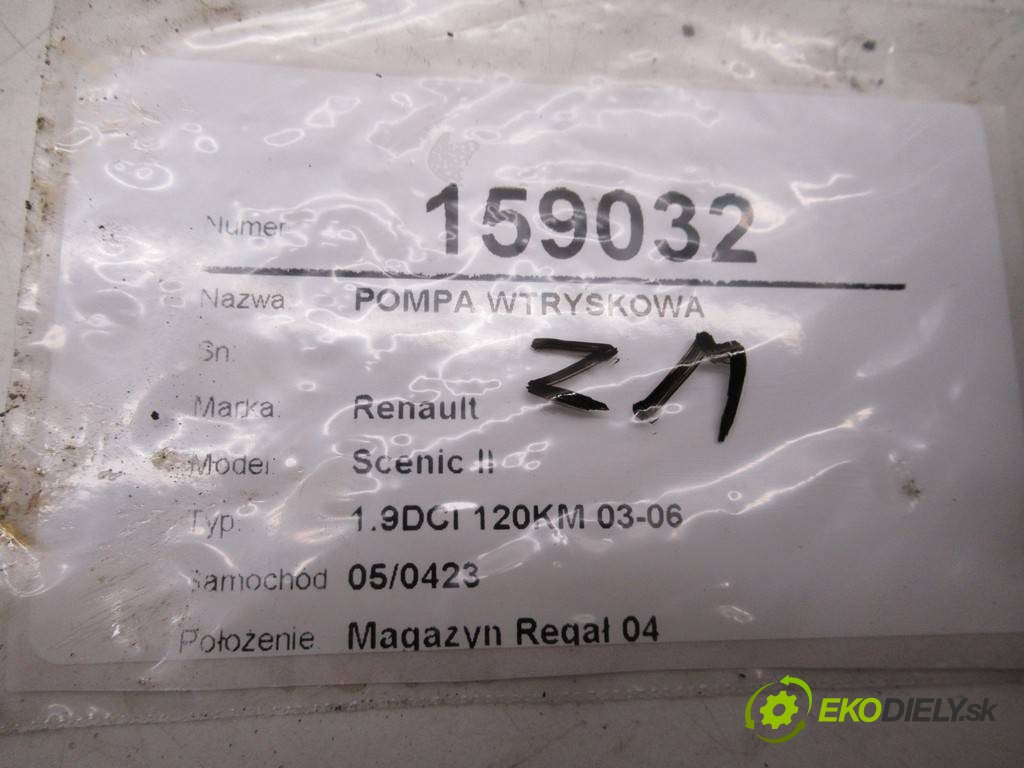 Numer 159032
Nazwa POMPA WTRYSKOWA
Sn:
Marka: Renault
Model Scenic II
Typ: 1.9DCI 120KM 03-06
Samochód 05/0423
Położenie Magazyn Regał 04
EKODIELY.sk